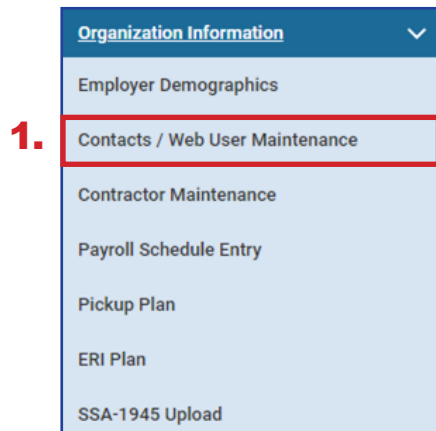 Organization Information
Employer Demographics
1. Contacts / Web User Maintenance
Contractor Maintenance
Payroll Schedule Entry
Pickup Plan
ERI Plan
SSA-1945 Upload